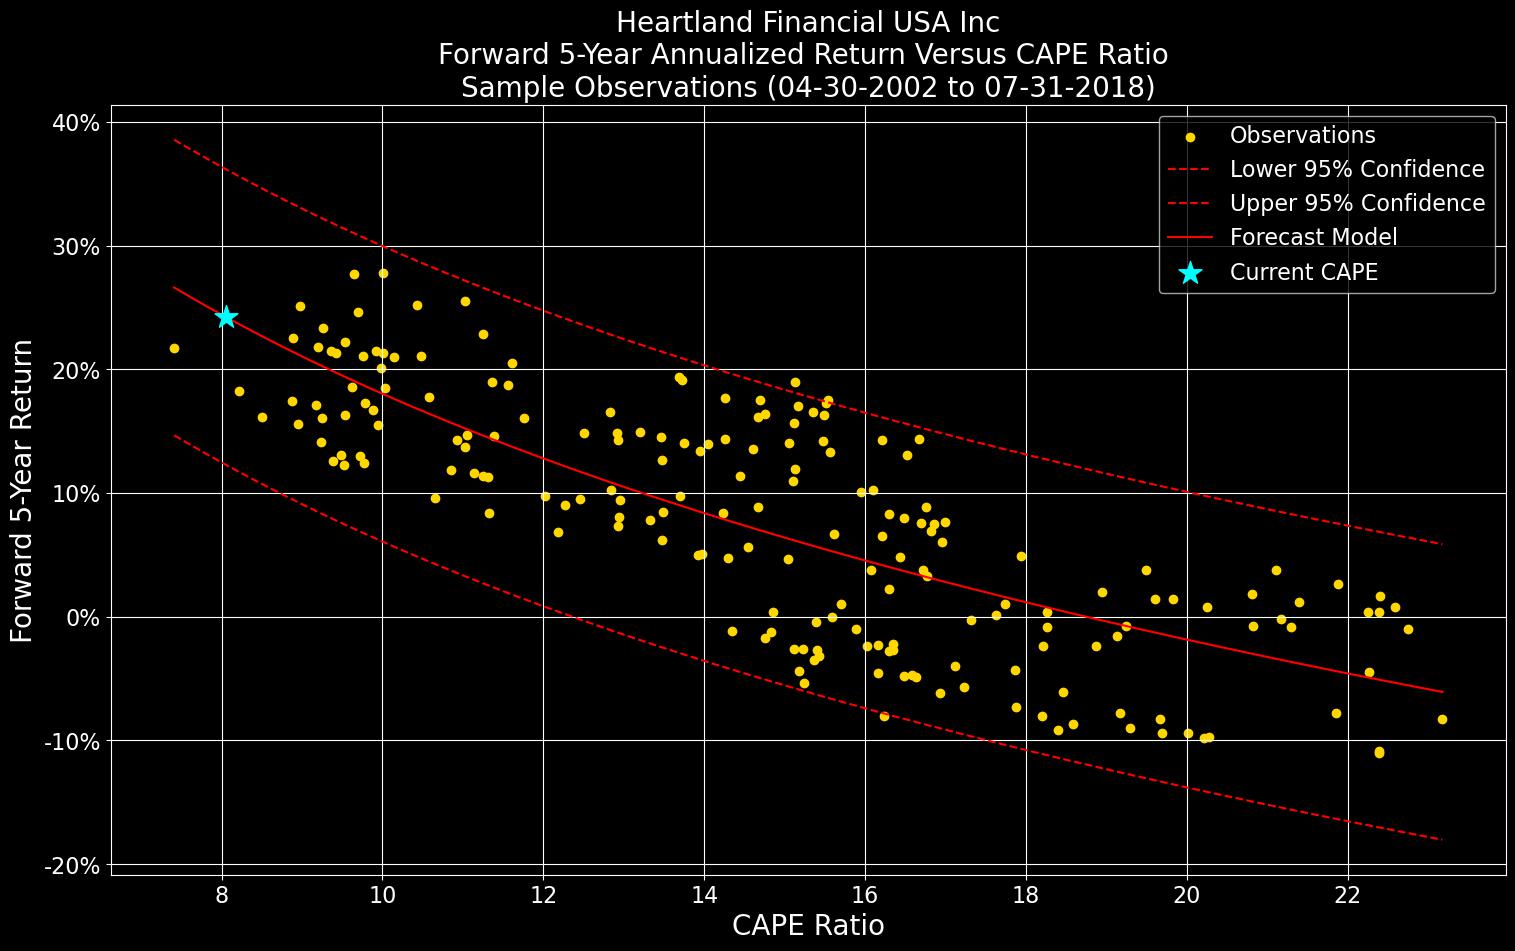 Heartland Financial USA Inc
Forward 5-Year Annualized Return Versus CAPE Ratio
Sample Observations (04-30-2002 to 07-31-2018)
Observations
Lower 95% Confidence
Upper 95% Confidence
Forecast Model
Current CAPE
Forward 5-Year Return
40%
30%
20%
10%
0%
-10%
-20%
8 10 12 14 16 18 20 22
CAPE Ratio